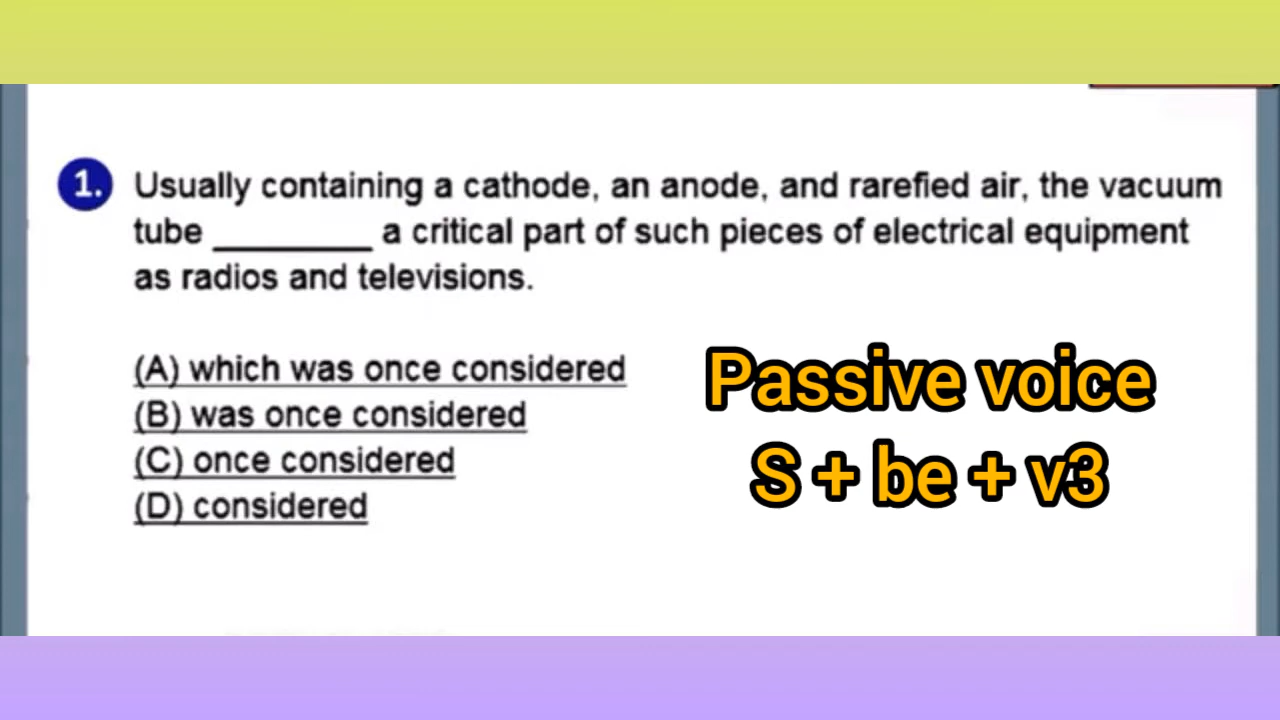 1. Usually containing a cathode, an anode, and rarefied air, the vacuum
tube ________ a critical part of such pieces of electrical equipment
as radios and televisions.
(A) which was once considered
(B) was once considered
(C) once considered
(D) considered
Passive voice
S + be + v3